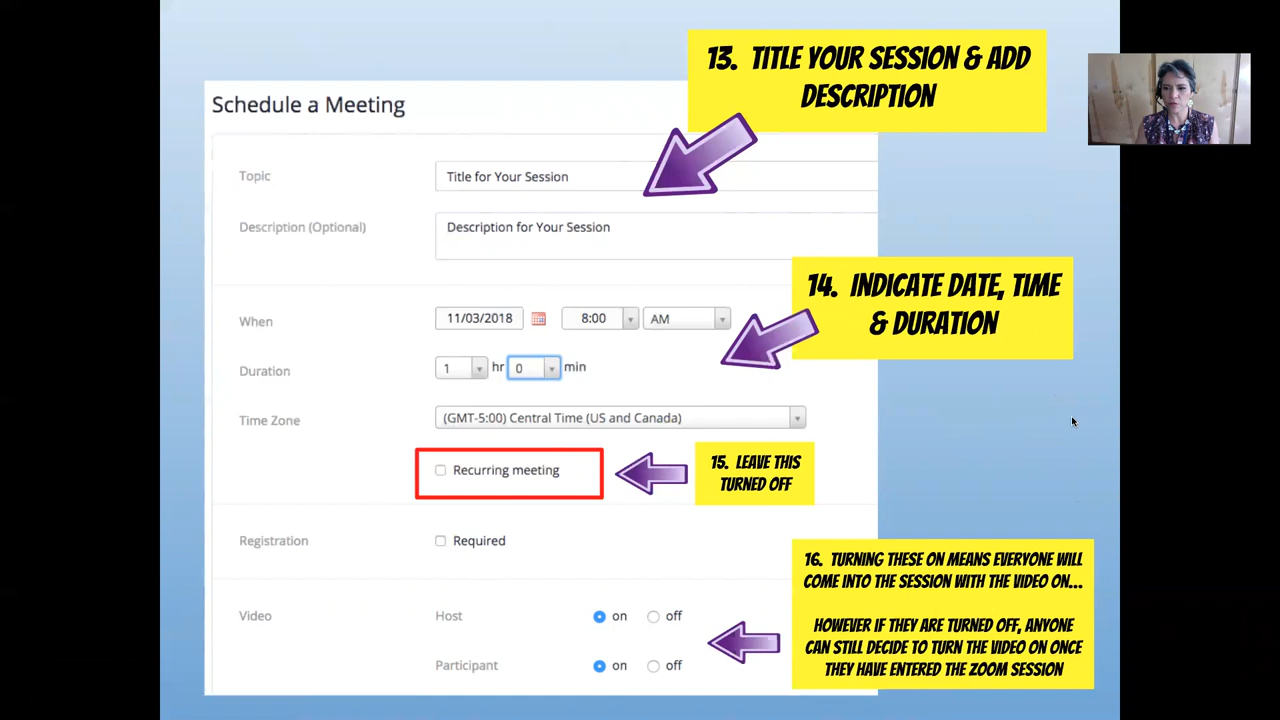 13. TITLE YOUR SESSION & ADD
DESCRIPTION
Schedule a Meeting
Topic
Title for Your Session
Description (Optional)
Description for Your Session
14. INDICATE DATE, TIME
& DURATION
When
11/03/2018
8:00
AM
Duration
1
hr
0
min
Time Zone
(GMT-5:00) Central Time (US and Canada)
Recurring meeting
15. LEAVE THIS
TURNED OFF
Registration
Required
16. TURNING THESE ON MEANS EVERYONE WILL
COME INTO THE SESSION WITH THE VIDEO ON...
HOWEVER IF THEY ARE TURNED OFF, ANYONE
CAN STILL DECIDE TO TURN THE VIDEO ON ONCE
THEY HAVE ENTERED THE ZOOM SESSION
Video
Host
on
off
Participant
on
off